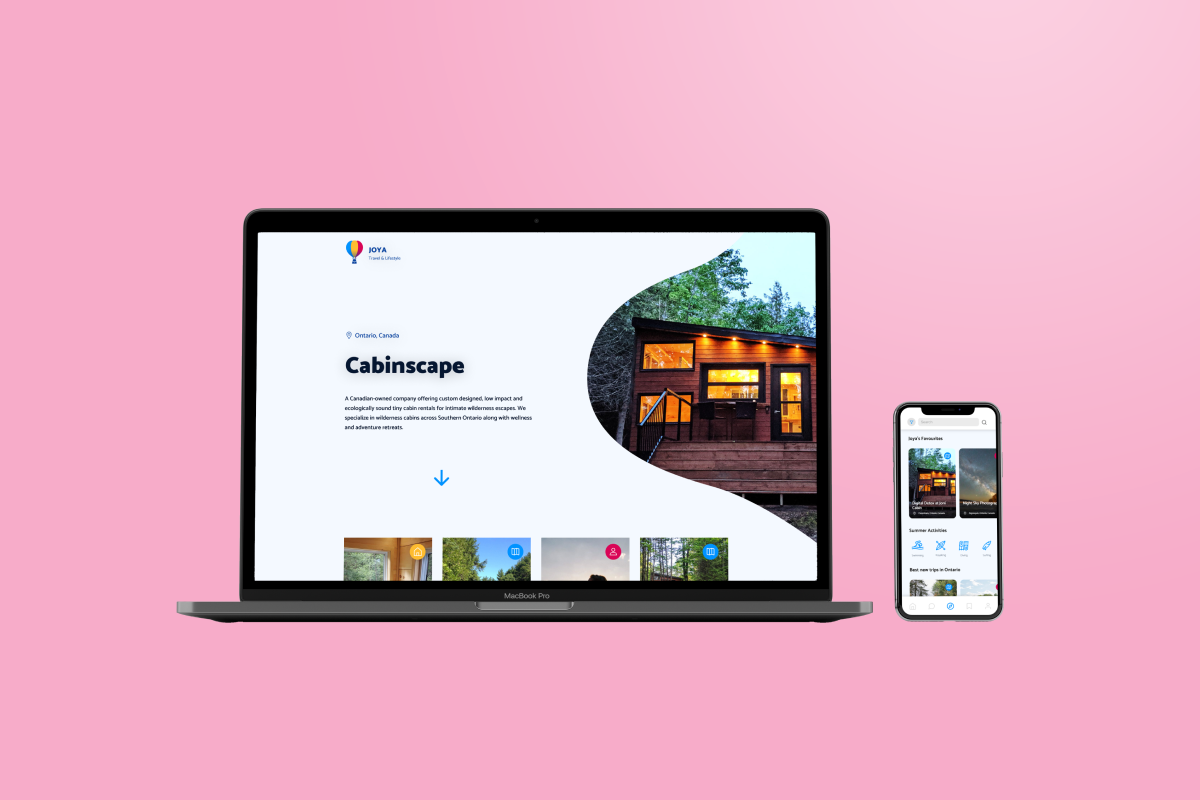 JOYA
Travel & Lifestyle
Ontario, Canada
Cabinscape
A Canadian-owned company offering custom designed, low impact and
ecologically sound tiny cabin rentals for intimate wilderness escapes. We
specialize in wilderness cabins across Southern Ontario along with wellness
and adventure retreats.
MacBook Pro
Search
Joya's Favourites
Digital Detox at Joni
Cabin
Night Sky Photograp
Summer Activities
Best new trips in Ontario